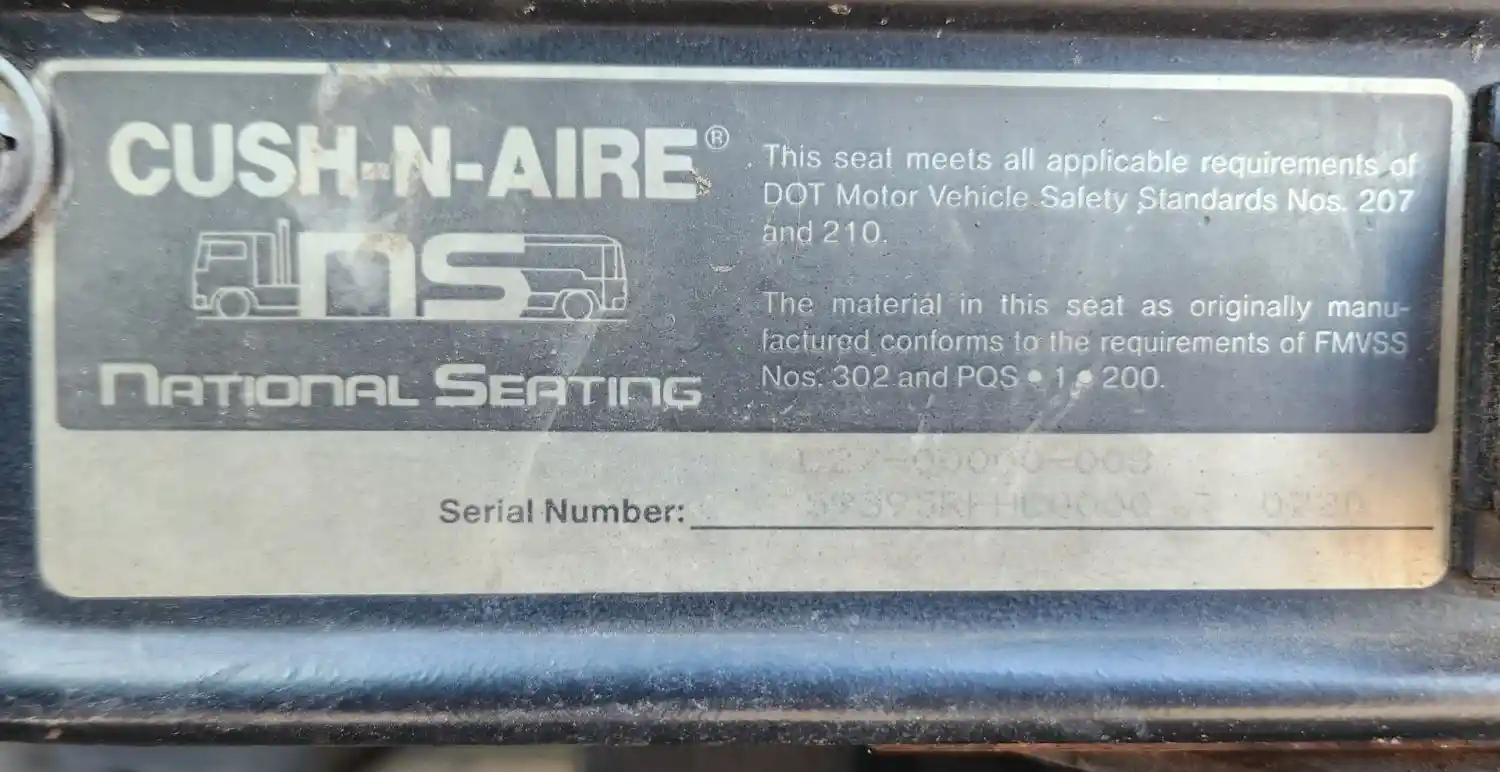 CUSH-N-AIRE®
ns
NATIONAL SEATING
This seat meets all applicable requirements of
DOT Motor Vehicle Safety Standards Nos. 207
and 210.
The material in this seat as originally manu-
factured conforms to the requirements of FMVSS
Nos. 302 and PQS • 1 • 200.
Serial Number: